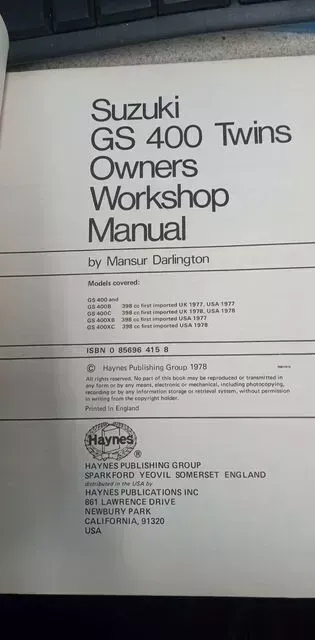 Suzuki
GS 400 Twins
Owners
Workshop
Manual
by Mansur Darlington
Models covered:
GS 400 and
GS 400B 398 cc first imported UK 1977, USA 1977
GS 400C 398 cc first imported UK 1978, USA 1978
GS 400XB 398 cc first imported USA 1977
GS 400XC 398 cc first imported USA 1978
ISBN 0 85696 415 8
© Haynes Publishing Group 1978
All rights reserved. No part of this book may be reproduced or transmitted in
any form or by any means, electronic or mechanical, including photocopying,
recording or by any information storage or retrieval system, without permission
in writing from the copyright holder.
Printed in England
Haynes
®
HAYNES PUBLISHING GROUP
SPARKFORD YEOVIL SOMERSET ENGLAND
distributed in the USA by
HAYNES PUBLICATIONS INC
861 LAWRENCE DRIVE
NEWBURY PARK
CALIFORNIA, 91320
USA